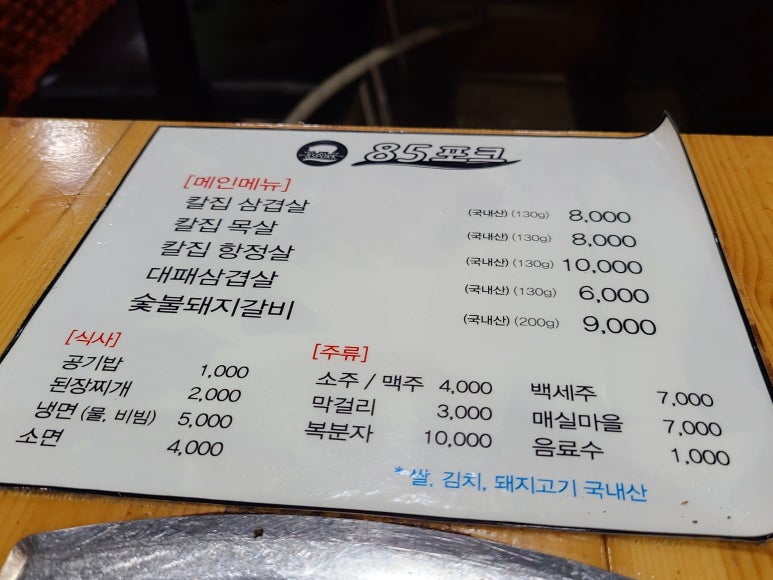 85포크
[메인메뉴]
칼집 삼겹살 (국내산) (130g) 8,000
칼집 목살 (국내산) (130g) 8,000
칼집 항정살 (국내산) (130g) 10,000
대패삼겹살 (국내산) (130g) 6,000
숯불돼지갈비 (국내산) (200g) 9,000
[식사]
공기밥 1,000
된장찌개 2,000
냉면 (물, 비빔) 5,000
소면 4,000
[주류]
소주 / 맥주 4,000
막걸리 3,000
복분자 10,000
백세주 7,000
매실마을 7,000
음료수 1,000
*쌀, 김치, 돼지고기 국내산